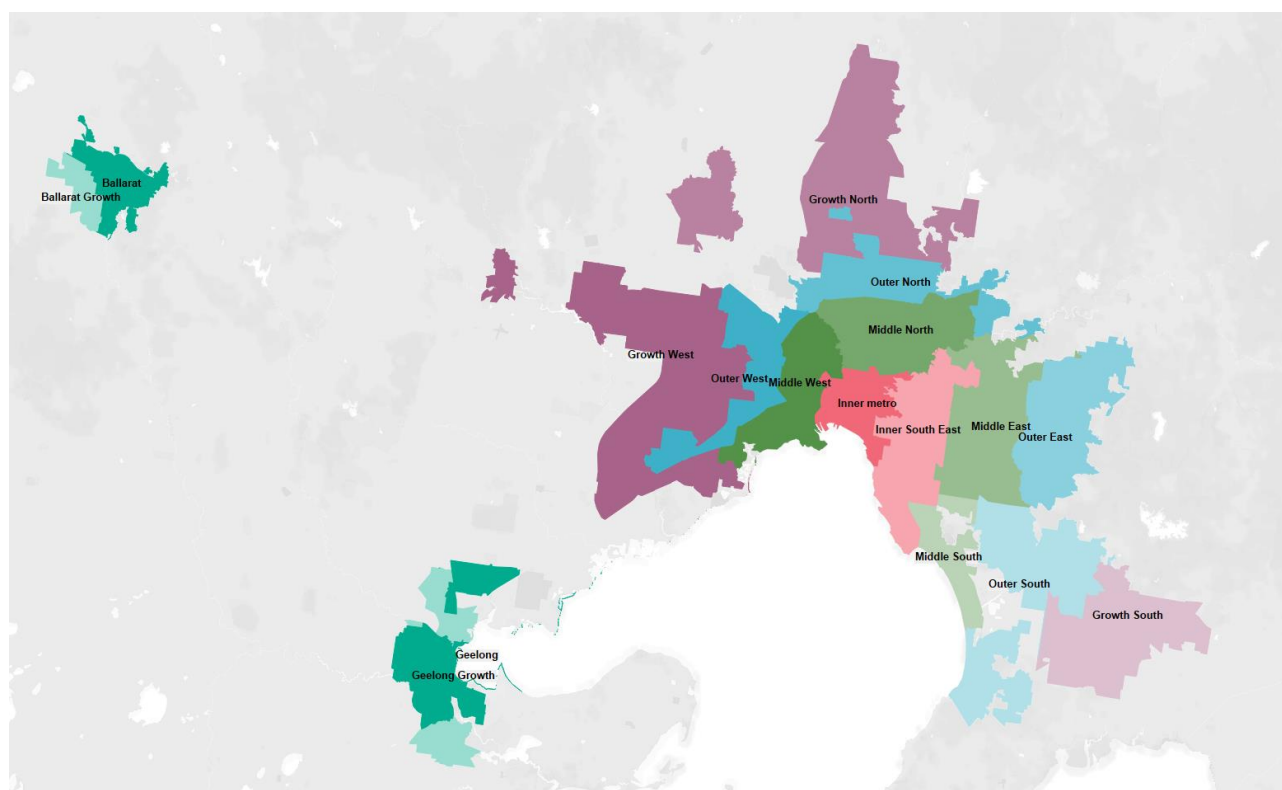 Ballarat
Ballarat Growth
Growth North
Outer North
Middle North
Growth West
Outer West
Middle West
Inner metro
Inner South East
Middle East
Outer East
Middle South
Outer South
Growth South
Geelong
Geelong Growth